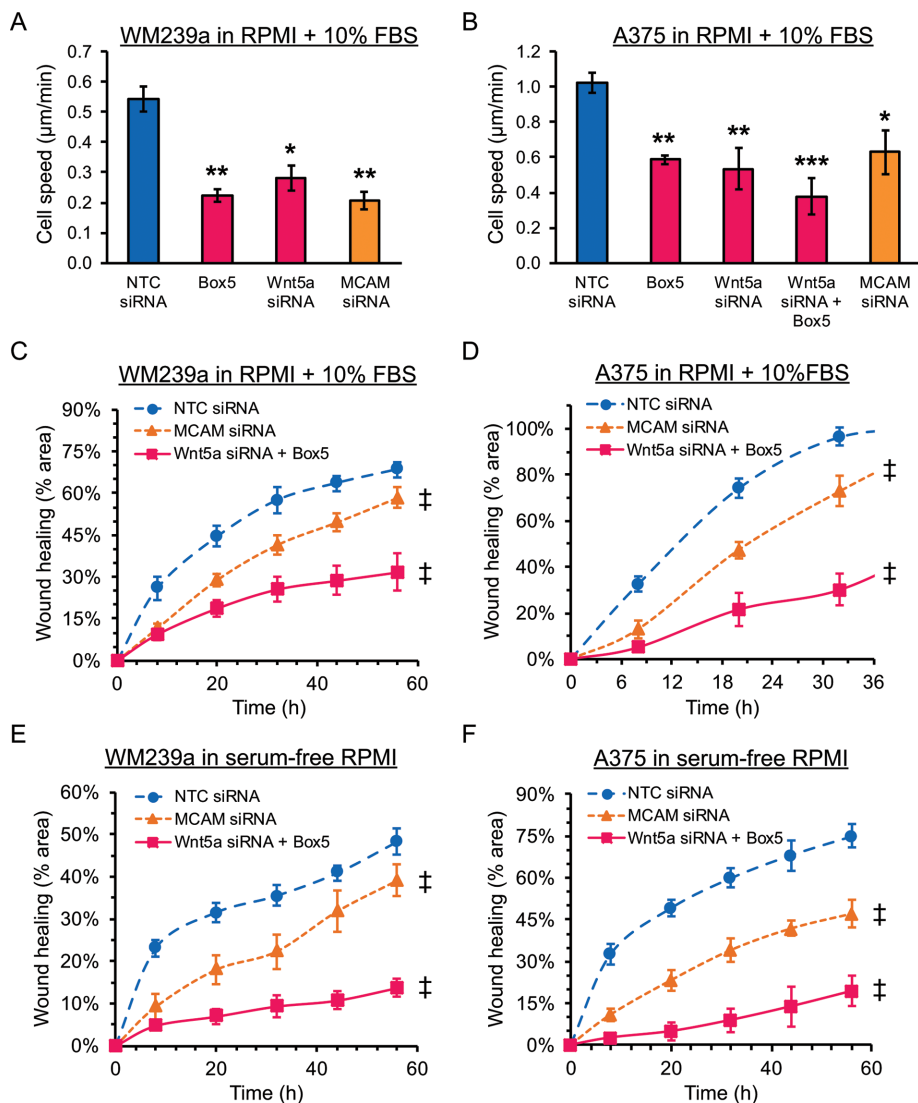 A
WM239a in RPMI + 10% FBS
Cell speed (µm/min)
0.7
0.6
0.5
0.4
0.3
0.2
0.1
0.0
**
*
**
NTC siRNA
Box5
Wnt5a siRNA
MCAM siRNA
B
A375 in RPMI + 10% FBS
Cell speed (µm/min)
1.2
1.0
0.8
0.6
0.4
0.2
0.0
**
**
***
*
NTC siRNA
Box5
Wnt5a siRNA
Wnt5a siRNA + Box5
MCAM siRNA
C
WM239a in RPMI + 10% FBS
Wound healing (% area)
90%
75%
60%
45%
30%
15%
0%
NTC siRNA
MCAM siRNA
Wnt5a siRNA + Box5
‡
‡
0
20
40
60
Time (h)
D
A375 in RPMI + 10%FBS
Wound healing (% area)
100%
80%
60%
40%
20%
0%
NTC siRNA
MCAM siRNA
Wnt5a siRNA + Box5
‡
‡
0
6
12
18
24
30
36
Time (h)
E
WM239a in serum-free RPMI
Wound healing (% area)
60%
50%
40%
30%
20%
10%
0%
NTC siRNA
MCAM siRNA
Wnt5a siRNA + Box5
‡
‡
0
20
40
60
Time (h)
F
A375 in serum-free RPMI
Wound healing (% area)
90%
75%
60%
45%
30%
15%
0%
NTC siRNA
MCAM siRNA
Wnt5a siRNA + Box5
‡
‡
0
20
40
60
Time (h)